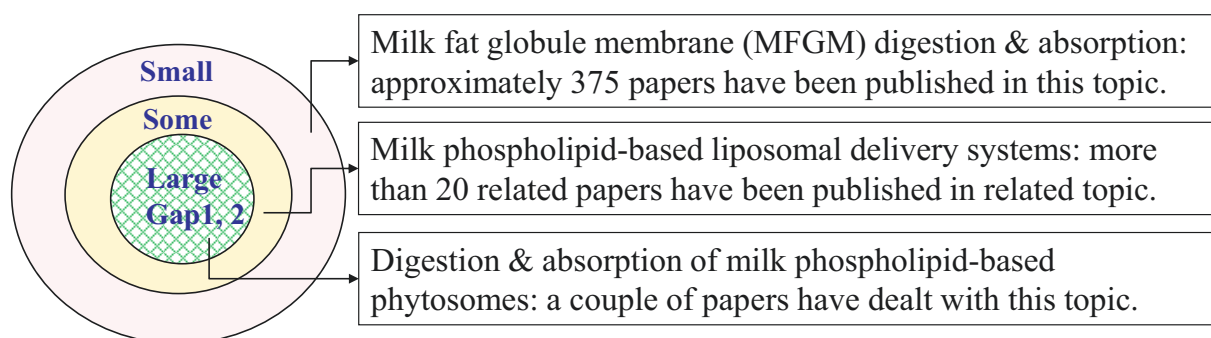 Small
Some
Large
Gap1, 2
Milk fat globule membrane (MFGM) digestion & absorption:
approximately 375 papers have been published in this topic.
Milk phospholipid-based liposomal delivery systems: more
than 20 related papers have been published in related topic.
Digestion & absorption of milk phospholipid-based
phytosomes: a couple of papers have dealt with this topic.